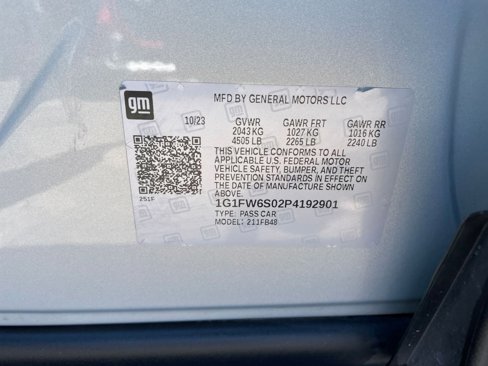 gm
MFD BY GENERAL MOTORS LLC
10/23 GVWR GAWR FRT GAWR RR
2043 KG 1027 KG 1016 KG
4505 LB 2265 LB 2240 LB
THIS VEHICLE CONFORMS TO ALL
APPLICABLE U.S. FEDERAL MOTOR
VEHICLE SAFETY, BUMPER, AND THEFT
PREVENTION STANDARDS IN EFFECT ON
THE DATE OF MANUFACTURE SHOWN
ABOVE.
251F
1G1FW6S02P4192901
TYPE: PASS CAR
MODEL: 211FB48